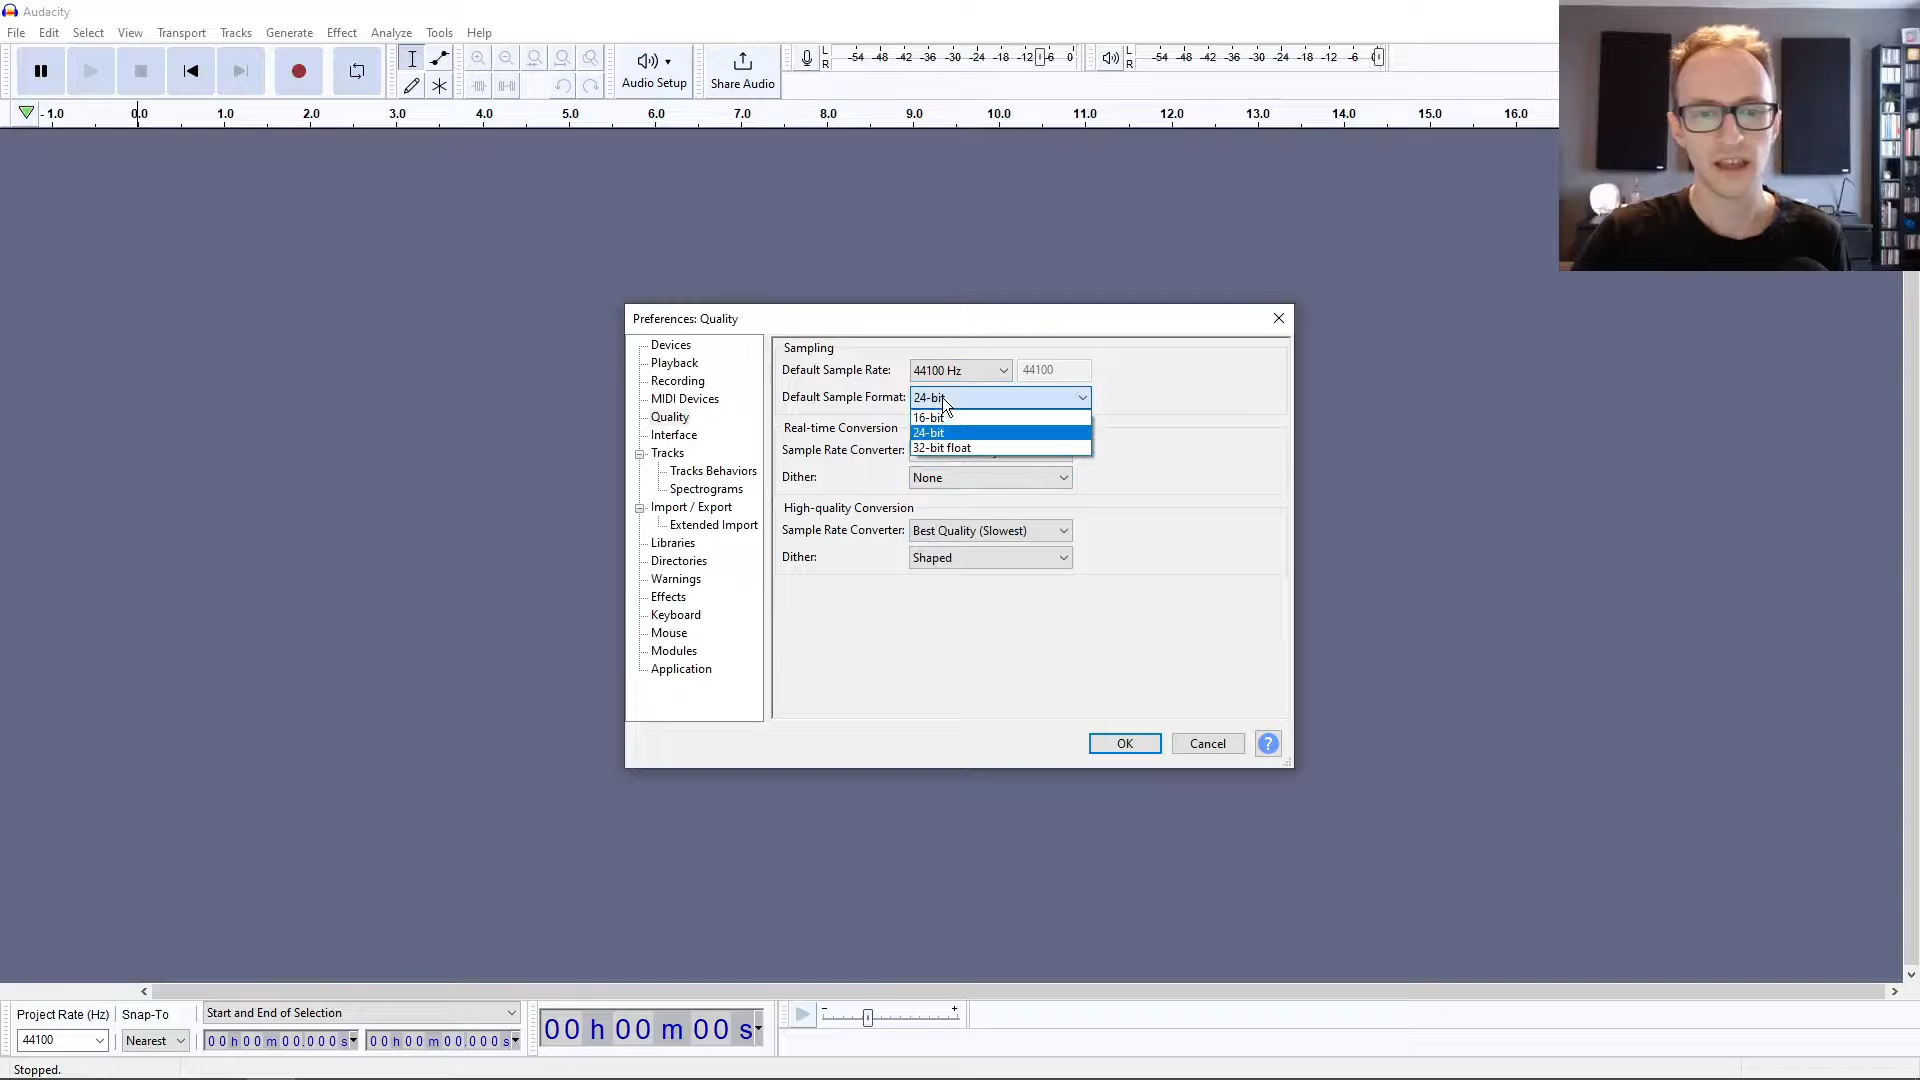 Audacity
File Edit Select View Transport Tracks Generate Effect Analyze Tools Help
Audio Setup
Share Audio
L R -54 -48 -42 -36 -30 -24 -18 -12 -6 0
L R -54 -48 -42 -36 -30 -24 -18 -12 -6
-1.0 0.0 1.0 2.0 3.0 4.0 5.0 6.0 7.0 8.0 9.0 10.0 11.0 12.0 13.0 14.0 15.0 16.0
Preferences: Quality
Devices
Playback
Recording
MIDI Devices
Quality
Interface
Tracks
Tracks Behaviors
Spectrograms
Import / Export
Extended Import
Libraries
Directories
Warnings
Effects
Keyboard
Mouse
Modules
Application
Sampling
Default Sample Rate: 44100 Hz 44100
Default Sample Format: 24-bit
16-bit
24-bit
32-bit float
Real-time Conversion
Sample Rate Converter:
Dither: None
High-quality Conversion
Sample Rate Converter: Best Quality (Slowest)
Dither: Shaped
OK Cancel ?
Project Rate (Hz) Snap-To Start and End of Selection
44100 Nearest 00 h 00 m 00.000 s 00 h 00 m 00.000 s
00 h 00 m 00 s
- +
Stopped.